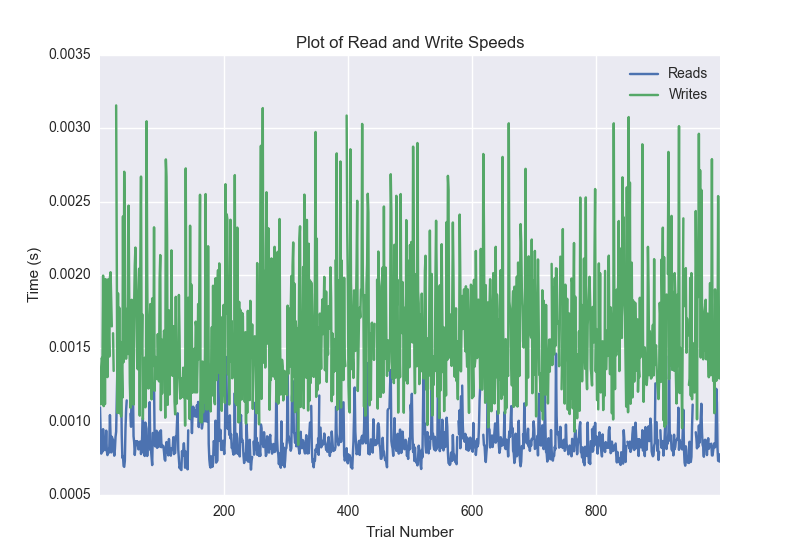 Plot of Read and Write Speeds
0.0035
0.0030
0.0025
0.0020
0.0015
0.0010
0.0005
Time (s)
Reads
Writes
200
400
600
800
Trial Number